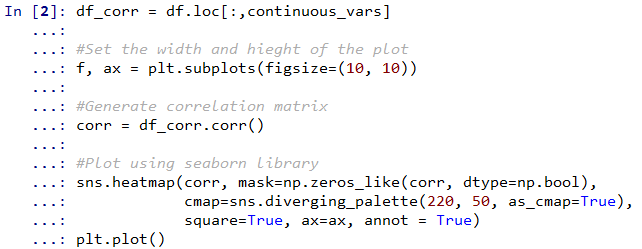 In [2]: df_corr = df.loc[:,continuous_vars]
   ...:
   ...: #Set the width and hieght of the plot
   ...: f, ax = plt.subplots(figsize=(10, 10))
   ...:
   ...: #Generate correlation matrix
   ...: corr = df_corr.corr()
   ...:
   ...: #Plot using seaborn library
   ...: sns.heatmap(corr, mask=np.zeros_like(corr, dtype=np.bool),
   ...:             cmap=sns.diverging_palette(220, 50, as_cmap=True),
   ...:             square=True, ax=ax, annot = True)
   ...: plt.plot()